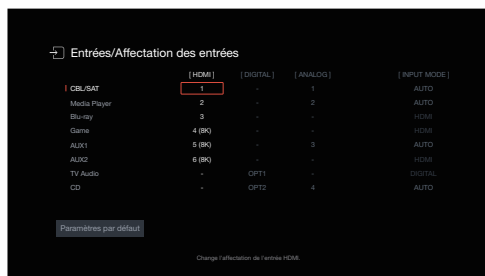 Entrées/Affectation des entrées
[ HDMI ] [ DIGITAL ] [ ANALOG ] [ INPUT MODE ]
CBL/SAT 1 - 1 AUTO
Media Player 2 - 2 AUTO
Blu-ray 3 - - HDMI
Game 4 (8K) - - HDMI
AUX1 5 (8K) - 3 AUTO
AUX2 6 (8K) - - HDMI
TV Audio - OPT1 - DIGITAL
CD - OPT2 4 AUTO
Paramètres par défaut
Change l'affectation de l'entrée HDMI.